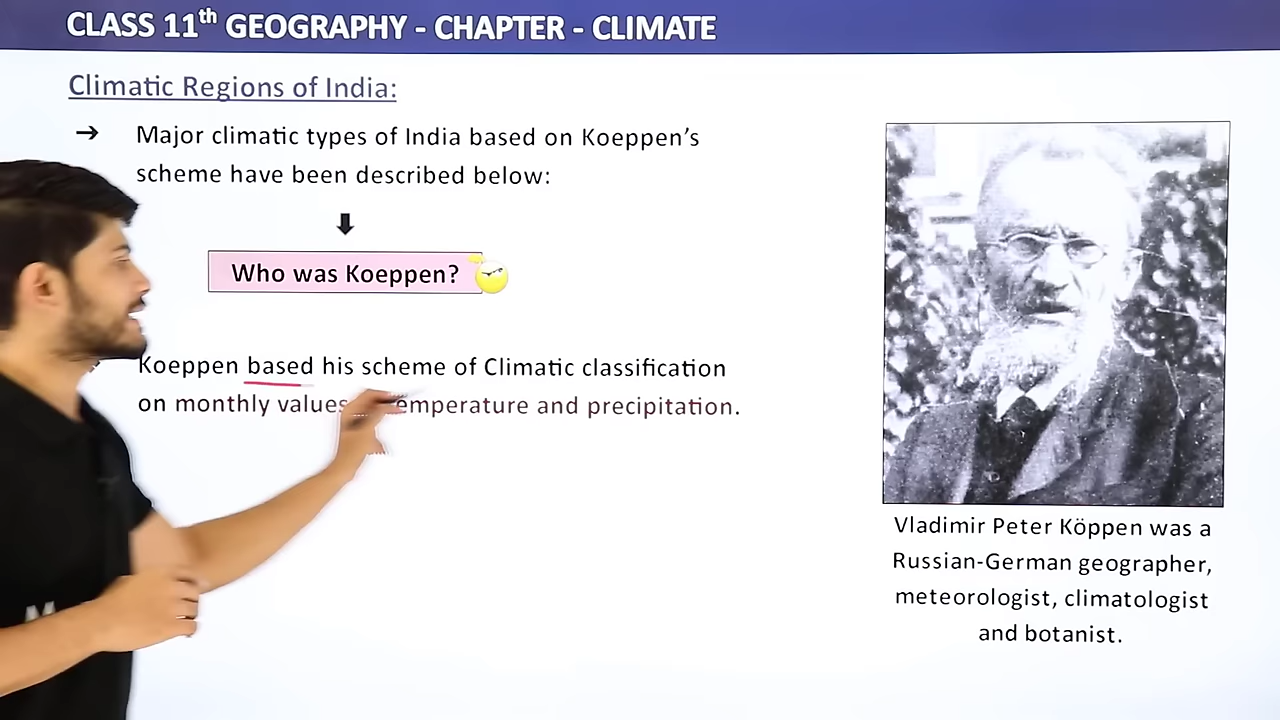 CLASS 11th GEOGRAPHY - CHAPTER - CLIMATE
Climatic Regions of India:
➔ Major climatic types of India based on Koeppen's
scheme have been described below:
Who was Koeppen?
Koeppen based his scheme of Climatic classification
on monthly values emperature and precipitation.
Vladimir Peter Köppen was a
Russian-German geographer,
meteorologist, climatologist
and botanist.